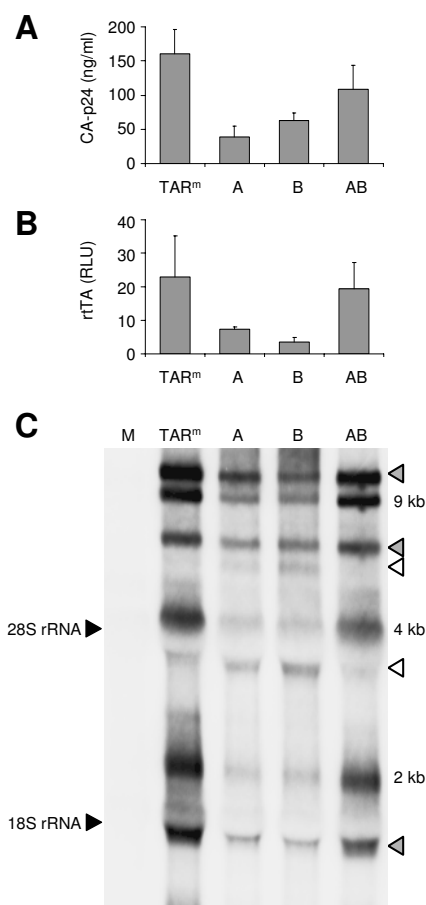 A
CA-p24 (ng/ml)
200
150
100
50
0
TARᵐ A B AB
B
rtTA (RLU)
40
30
20
10
0
TARᵐ A B AB
C
M TARᵐ A B AB
9 kb
28S rRNA 4 kb
2 kb
18S rRNA